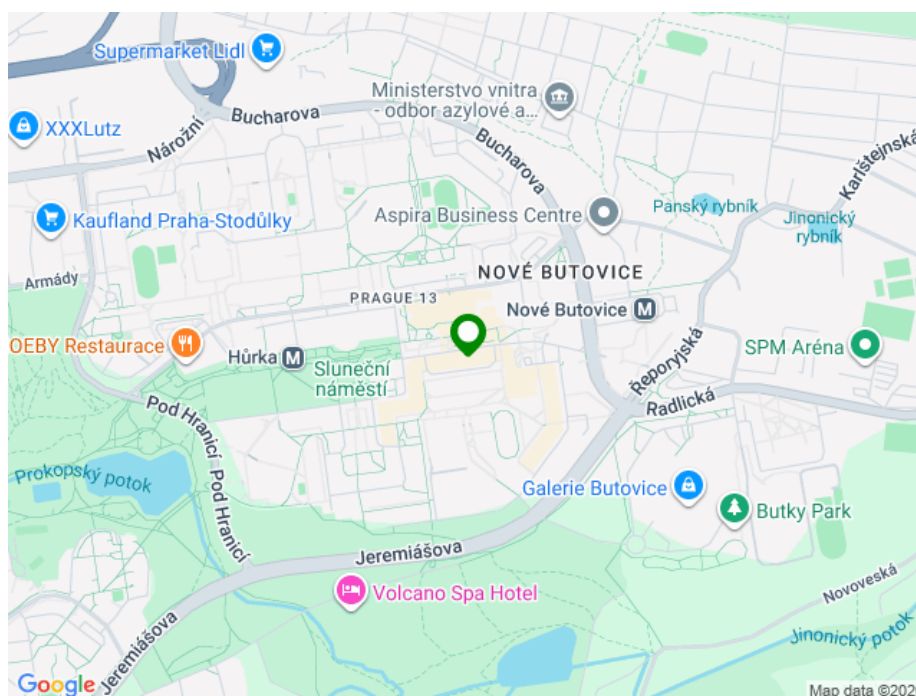 Supermarket Lidl
Ministerstvo vnitra
- odbor azylové a...
Bucharova
XXXLutz
Nárožní
Bucharova
Karlštejnská
Kaufland Praha-Stodůlky
Aspira Business Centre
Panský rybník
Jinonický
rybník
Armády
NOVÉ BUTOVICE
PRAGUE 13
Nové Butovice
OEBY Restaurace
Hůrka
Sluneční
náměstí
Řeporyjská
SPM Aréna
Radlická
Pod Hranicí
Pod Hranicí
Prokopský potok
Galerie Butovice
Butky Park
Jeremiášova
Volcano Spa Hotel
Novoveská
Jinonický potok
Jeremiášova
Google
Map data ©202